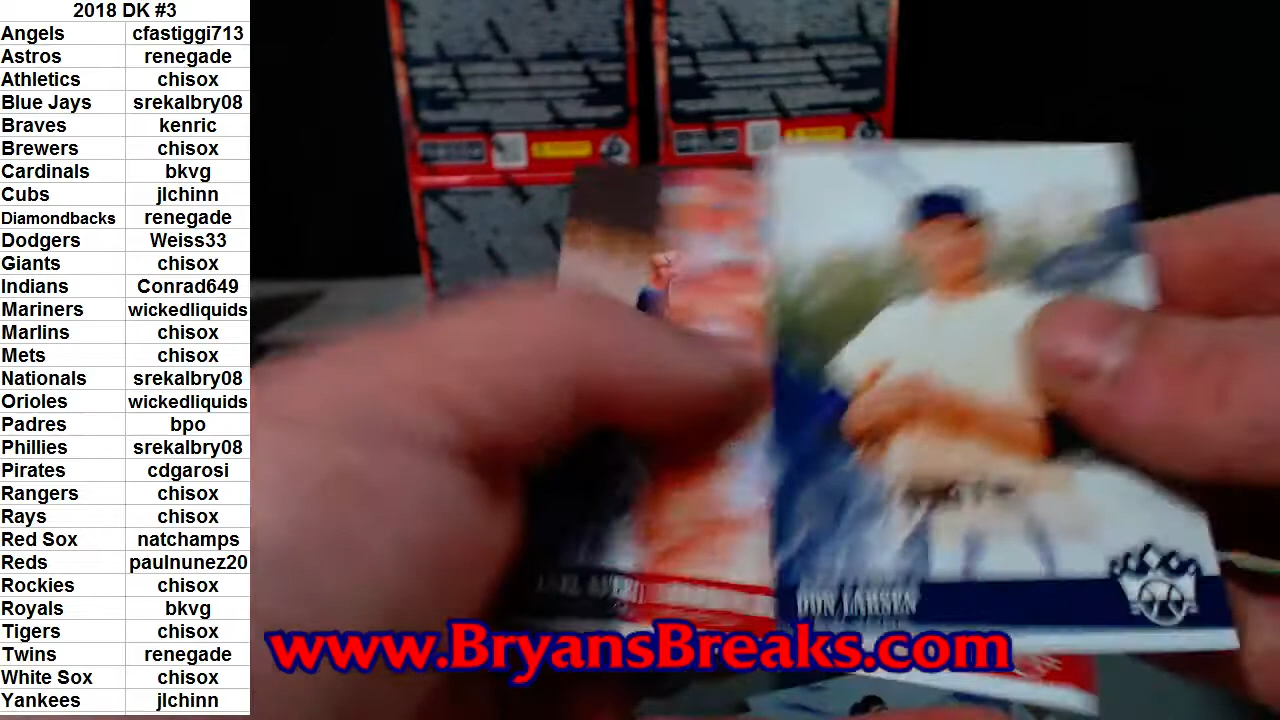 2018 DK #3
Angels cfastiggi713
Astros renegade
Athletics chisox
Blue Jays srekalbry08
Braves kenric
Brewers chisox
Cardinals bkvg
Cubs jlchinn
Diamondbacks renegade
Dodgers Weiss33
Giants chisox
Indians Conrad649
Mariners wickedliquids
Marlins chisox
Mets chisox
Nationals srekalbry08
Orioles wickedliquids
Padres bpo
Phillies srekalbry08
Pirates cdgarosi
Rangers chisox
Rays chisox
Red Sox natchamps
Reds paulnunez20
Rockies chisox
Royals bkvg
Tigers chisox
Twins renegade
White Sox chisox
Yankees jlchinn
DON LARSEN
www.BryansBreaks.com